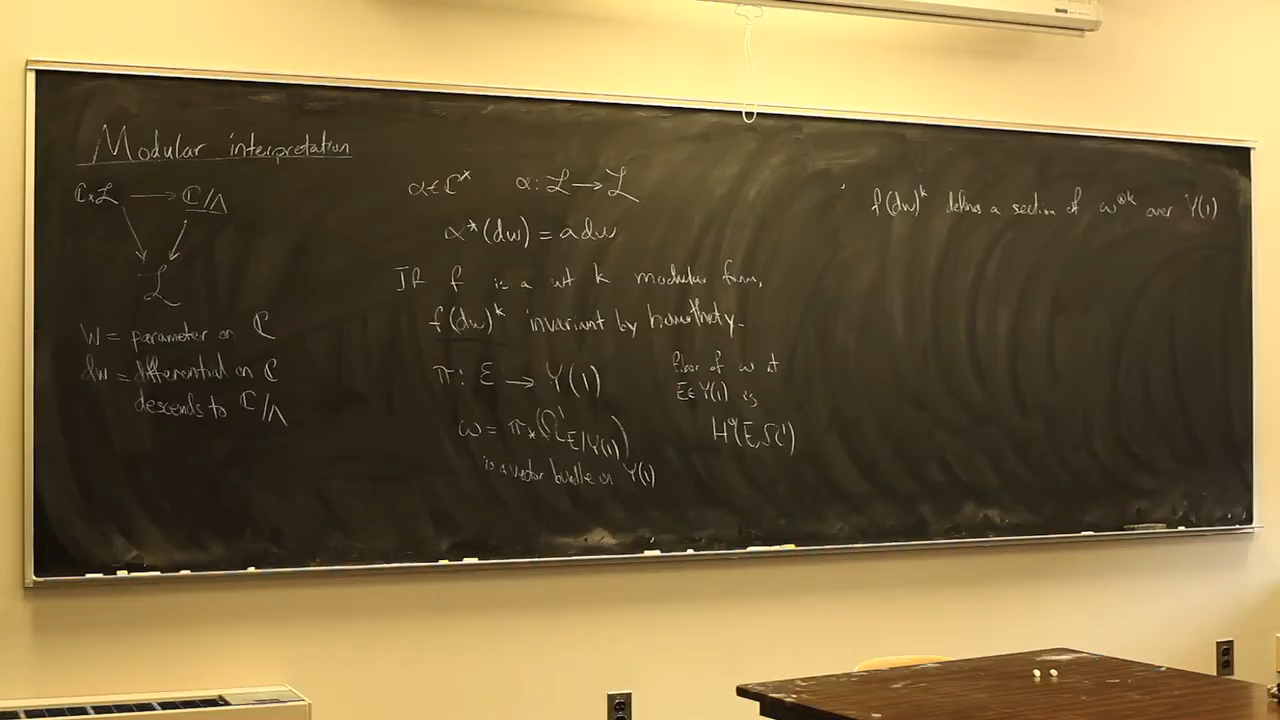 Modular interpretation
ℂ×ℒ → ℂ/Λ
ℒ
W = parameter on ℂ
dw = differential on ℂ
descends to ℂ/Λ
α∈ℂ^× α: ℒ → ℒ
α*(dw) = αdw
If f is a wt k modular form,
f(dw)^k invariant by homothety.
π: ℰ → Y(1)
ω = π_*(Ω^1_{E/Y(1)})
is a vector bundle on Y(1)
fiber of ω at
E∈Y(1) is
H^0(E,Ω^1)
f(dw)^k defines a section of ω^{⊗k} over Y(1)